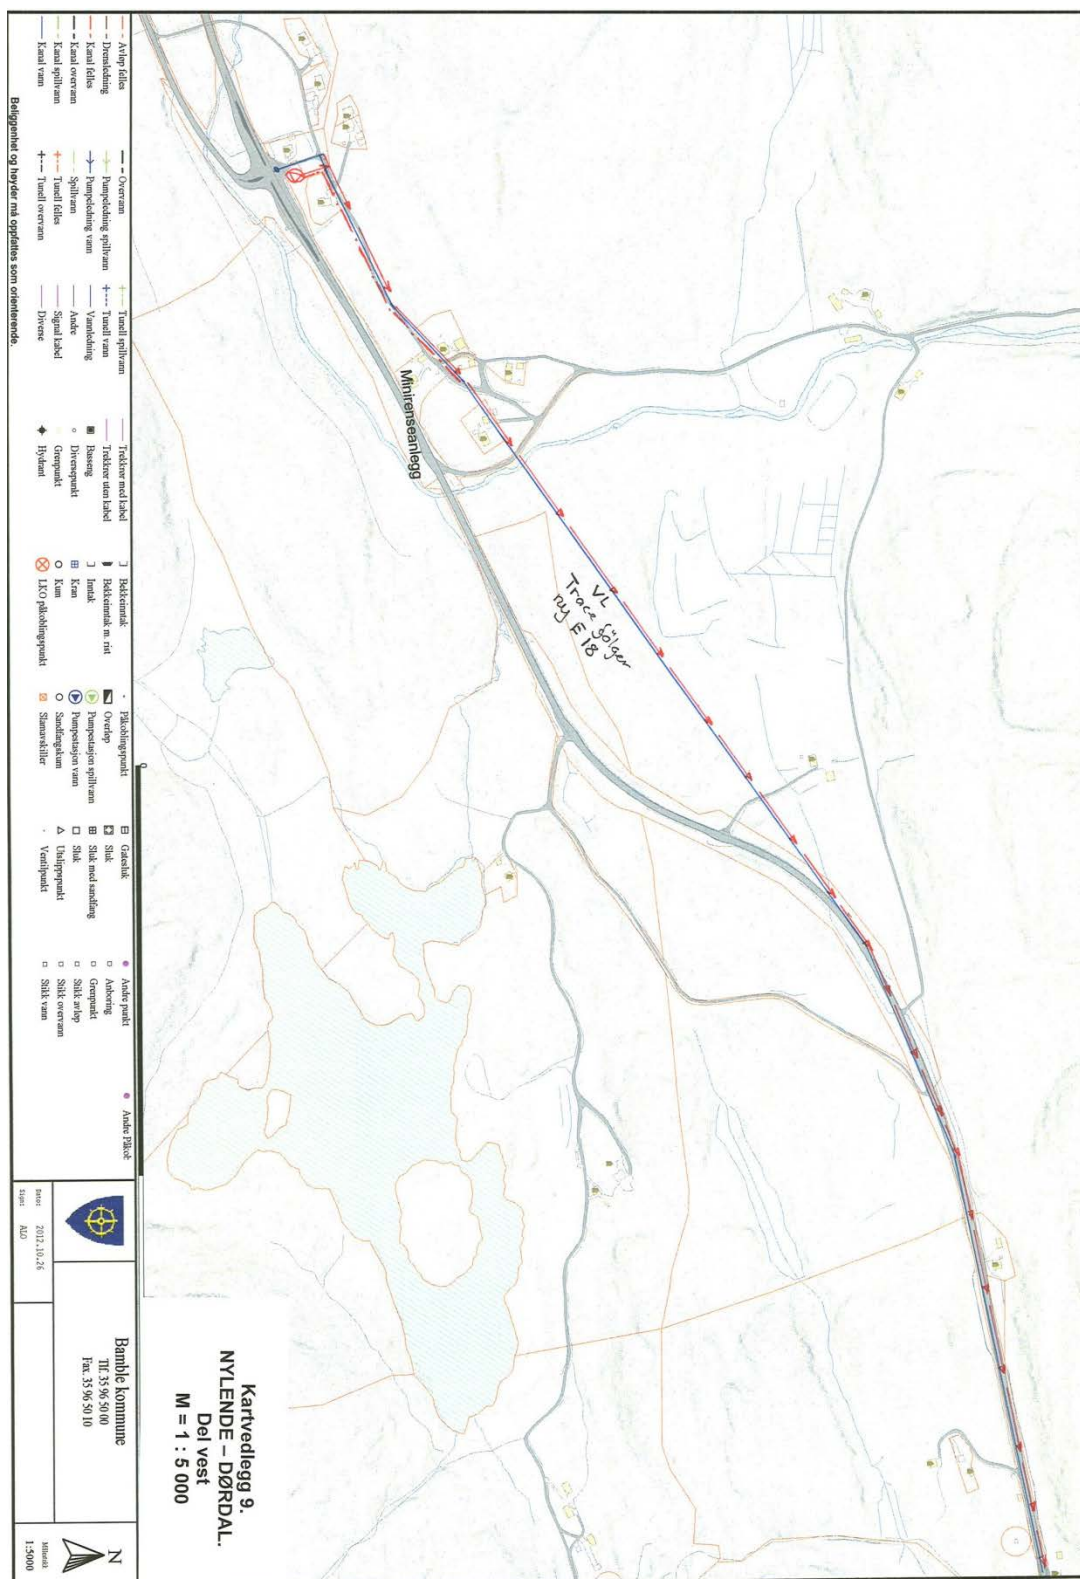 Minirenseanlegg
VL
Trace følger
ny E 18
Kartvedlegg 9.
NYLENDE – DØRDAL.
Del vest
M = 1 : 5 000
Avløp felles
Drensledning
Kanal felles
Kanal overvann
Kanal spillvann
Kanal vann
Overvann
Pumpeledning spillvann
Pumpeledning vann
Spillvann
Tunell felles
Tunell overvann
Tunell spillvann
Tunell vann
Vannledning
Andre
Signal kabel
Diverse
Trekkrør med kabel
Trekkrør uten kabel
Basseng
Diversepunkt
Grenpunkt
Hydrant
Bekkeinntak
Bekkeinntak m. rist
Inntak
Kran
Kum
LKO påkoblingspunkt
Påkoblingspunkt
Overløp
Pumpestasjon spillvann
Pumpestasjon vann
Sandfangskum
Slamavskiller
Gatesluk
Sluk
Sluk med sandfang
Sluk
Utslippspunkt
Ventilpunkt
Andre punkt
Anboring
Grenpunkt
Stikk avløp
Stikk overvann
Stikk vann
Andre Påkob
0
Beliggenhet og høyder må oppfattes som orienterende.
Dato: 2012.10.26
Sign: ALO
Bamble kommune
Tlf. 35 96 50 00
Fax. 35 96 50 10
N
Målestokk
1:5000